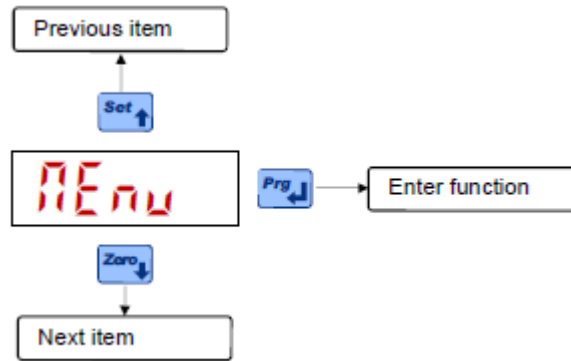 Previous item
Set
MEnu
Prg
Enter function
Zero
Next item